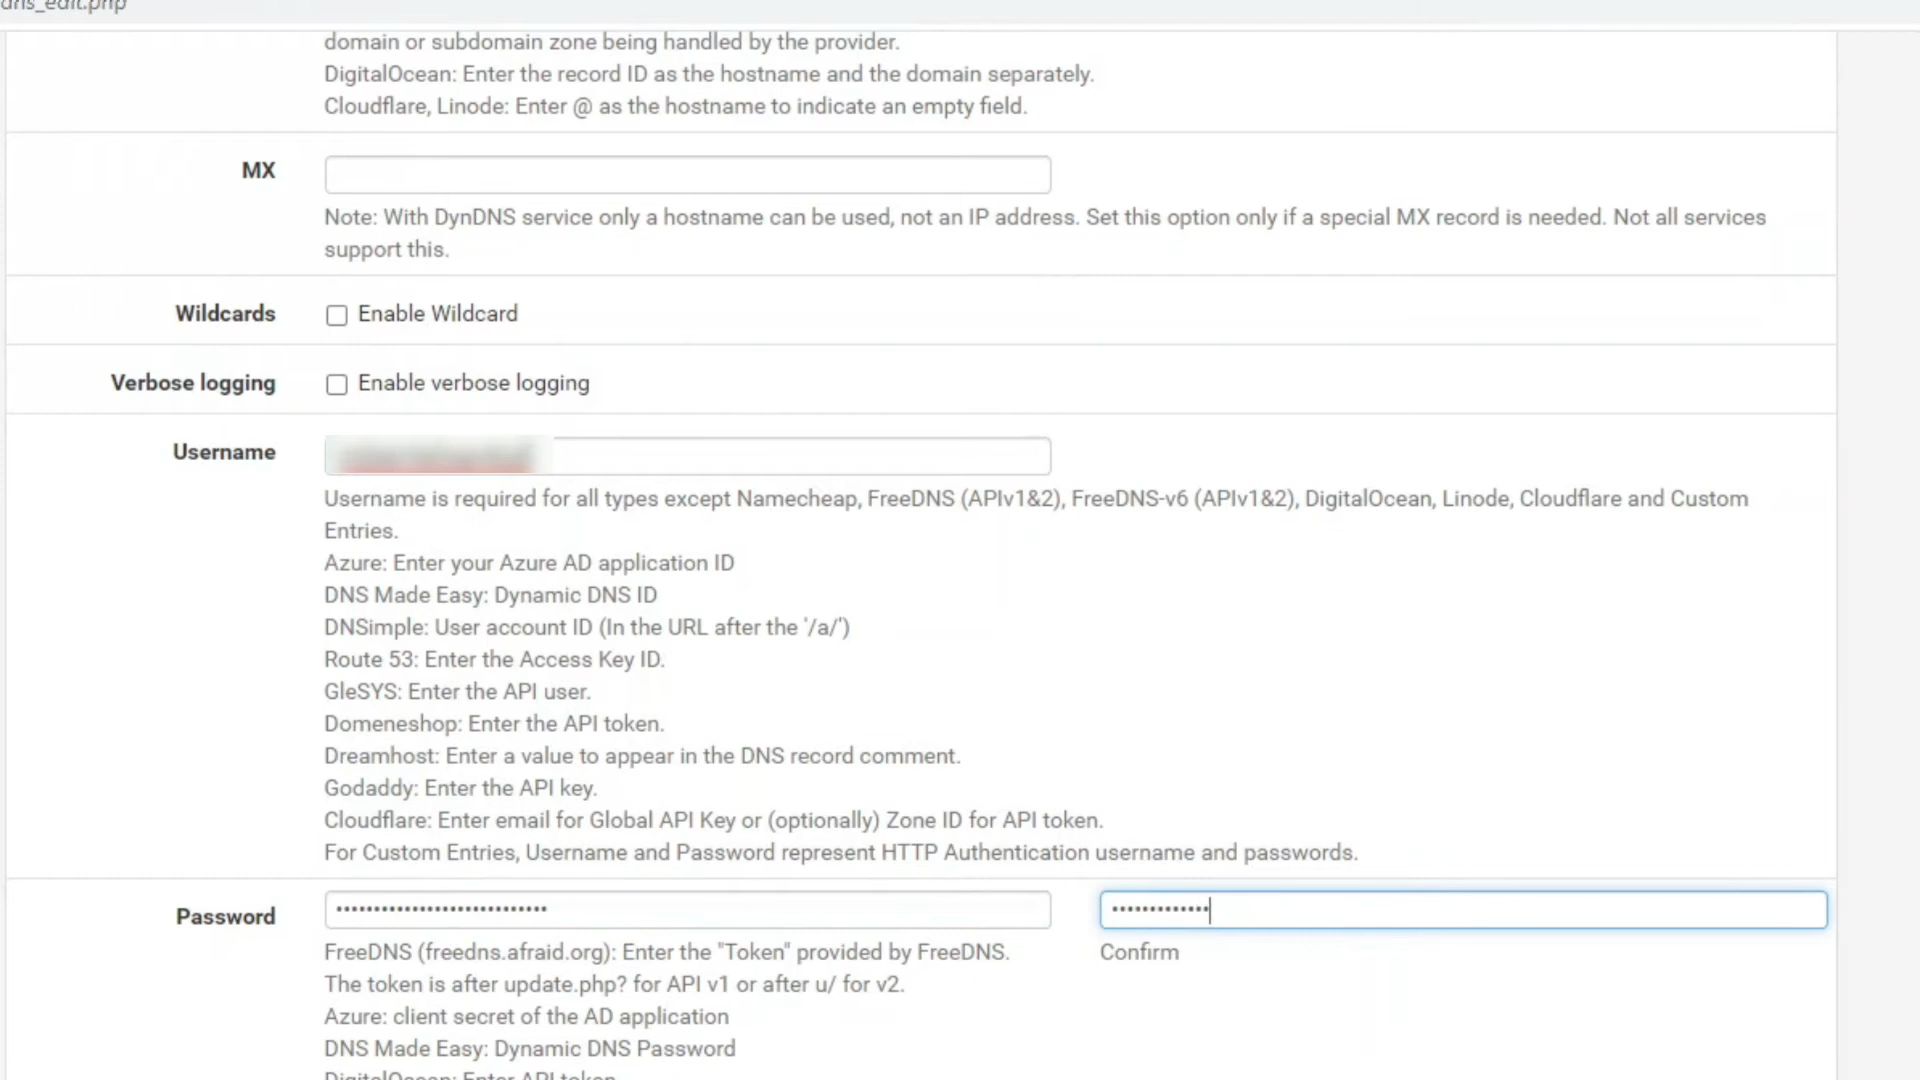 dns_edit.php
domain or subdomain zone being handled by the provider.
DigitalOcean: Enter the record ID as the hostname and the domain separately.
Cloudflare, Linode: Enter @ as the hostname to indicate an empty field.
MX
Note: With DynDNS service only a hostname can be used, not an IP address. Set this option only if a special MX record is needed. Not all services
support this.
Wildcards
Enable Wildcard
Verbose logging
Enable verbose logging
Username
Username is required for all types except Namecheap, FreeDNS (APIv1&2), FreeDNS-v6 (APIv1&2), DigitalOcean, Linode, Cloudflare and Custom
Entries.
Azure: Enter your Azure AD application ID
DNS Made Easy: Dynamic DNS ID
DNSimple: User account ID (In the URL after the '/a/')
Route 53: Enter the Access Key ID.
GleSYS: Enter the API user.
Domeneshop: Enter the API token.
Dreamhost: Enter a value to appear in the DNS record comment.
Godaddy: Enter the API key.
Cloudflare: Enter email for Global API Key or (optionally) Zone ID for API token.
For Custom Entries, Username and Password represent HTTP Authentication username and passwords.
Password
FreeDNS (freedns.afraid.org): Enter the "Token" provided by FreeDNS.
Confirm
The token is after update.php? for API v1 or after u/ for v2.
Azure: client secret of the AD application
DNS Made Easy: Dynamic DNS Password
DigitalOcean: Enter API token